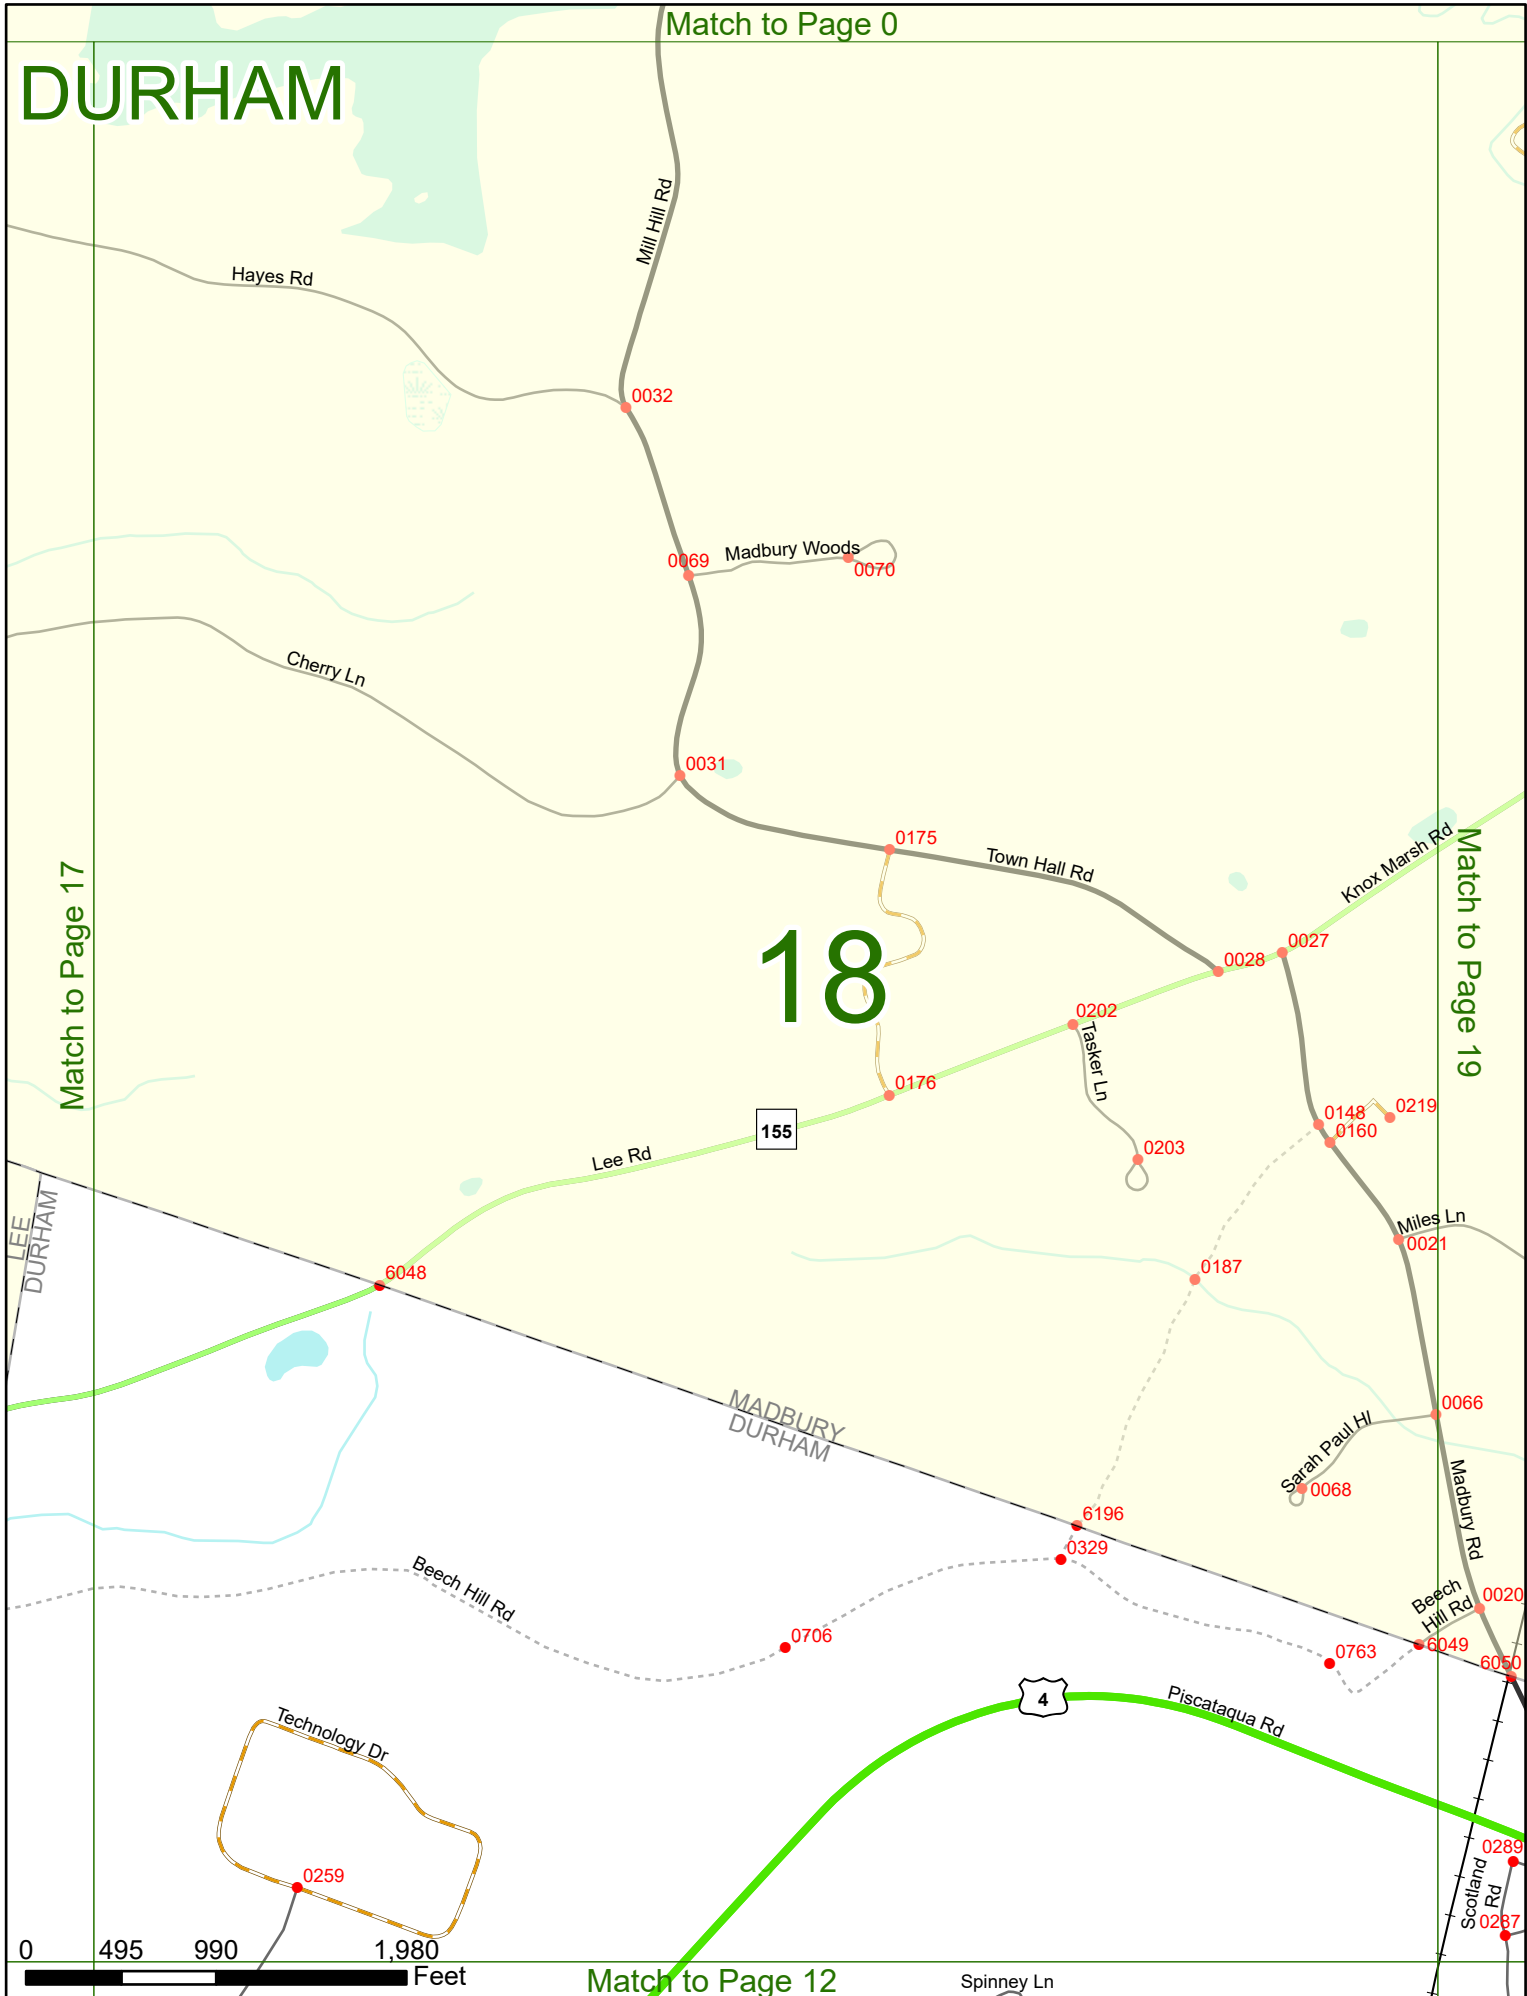 Match to Page 0
DURHAM
Mill Hill Rd
Hayes Rd
0032
Madbury Woods
0069
0070
Cherry Ln
0031
0175
Town Hall Rd
Knox Marsh Rd
Match to Page 17
Match to Page 19
18
0027
0028
0202
Tasker Ln
0176
0219
0148
0160
155
0203
Lee Rd
Miles Ln
0021
LEE
DURHAM
6048
0187
MADBURY
DURHAM
0066
Sarah Paul Hl
0068
Madbury Rd
6196
0329
Beech Hill Rd
Beech
Hill Rd
0020
0706
6049
0763
6050
4
Piscataqua Rd
Technology Dr
0289
0259
Scotland
Rd
0287
0 495 990 1,980
Feet
Match to Page 12
Spinney Ln